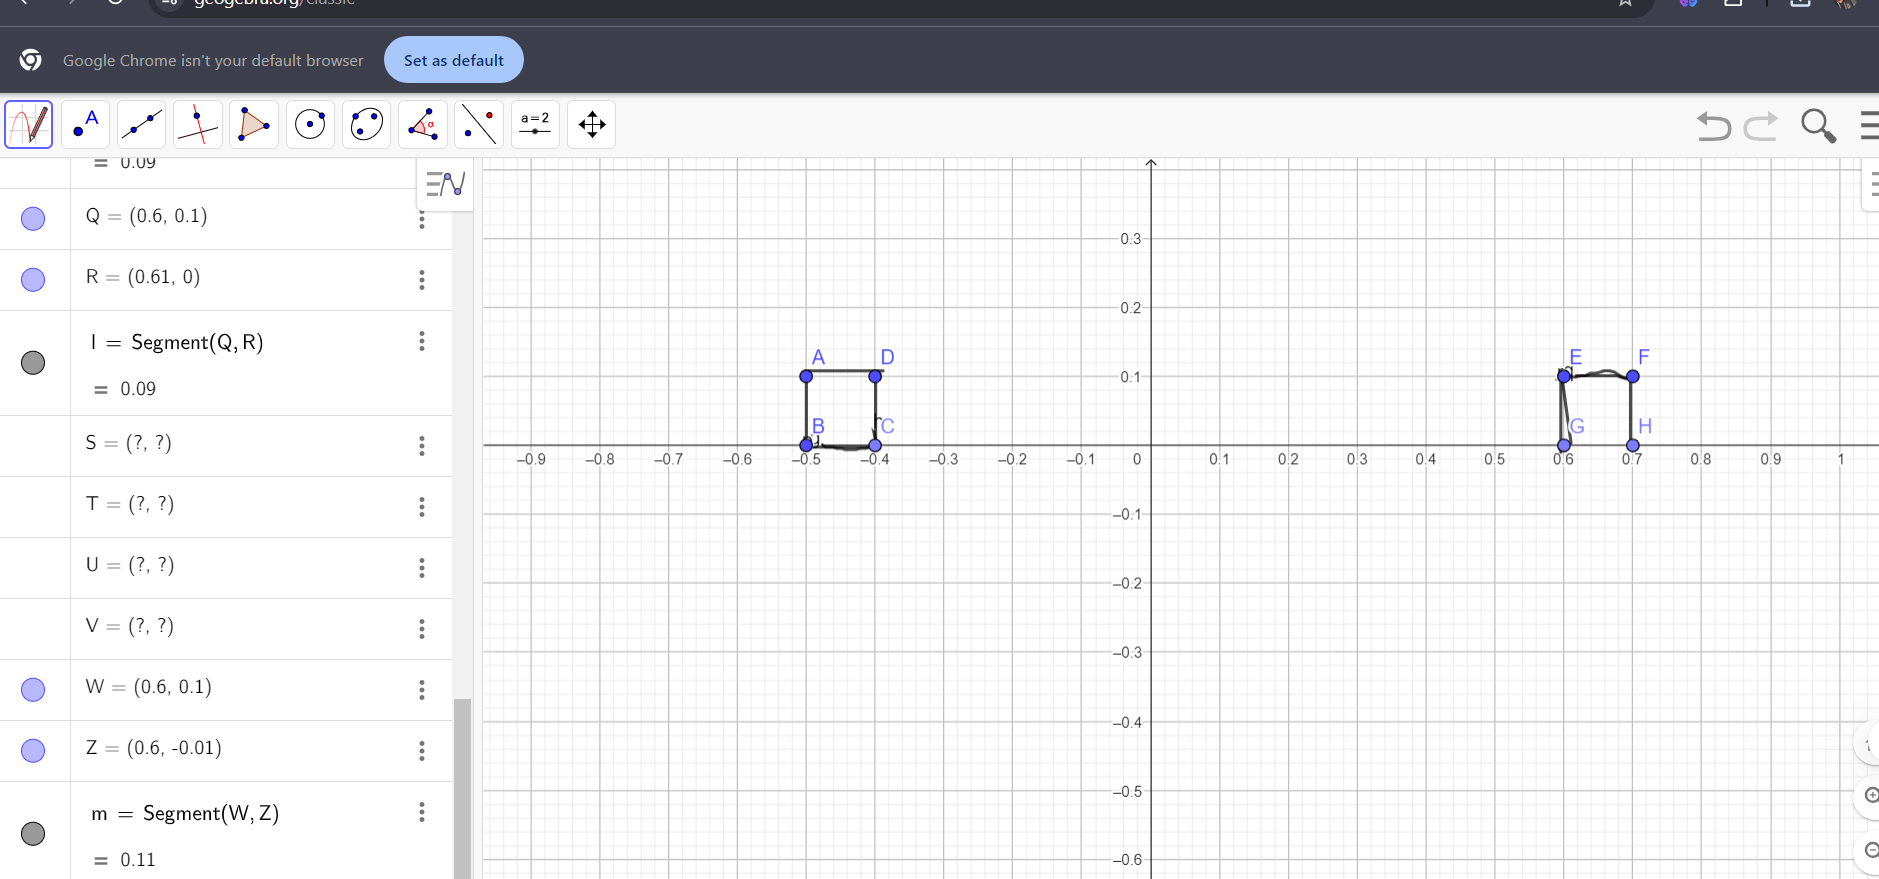 geogebra.org/classic
Google Chrome isn't your default browser
Set as default
A
α
a = 2
= 0.09
Q = (0.6, 0.1)
R = (0.61, 0)
l = Segment(Q, R)
= 0.09
S = (?, ?)
T = (?, ?)
U = (?, ?)
V = (?, ?)
W = (0.6, 0.1)
Z = (0.6, -0.01)
m = Segment(W, Z)
= 0.11
0.3
0.2
A D E F
0.1
B C G H
–0.9 –0.8 –0.7 –0.6 –0.5 –0.4 –0.3 –0.2 –0.1 0 0.1 0.2 0.3 0.4 0.5 0.6 0.7 0.8 0.9 1
–0.1
–0.2
–0.3
–0.4
–0.5
–0.6